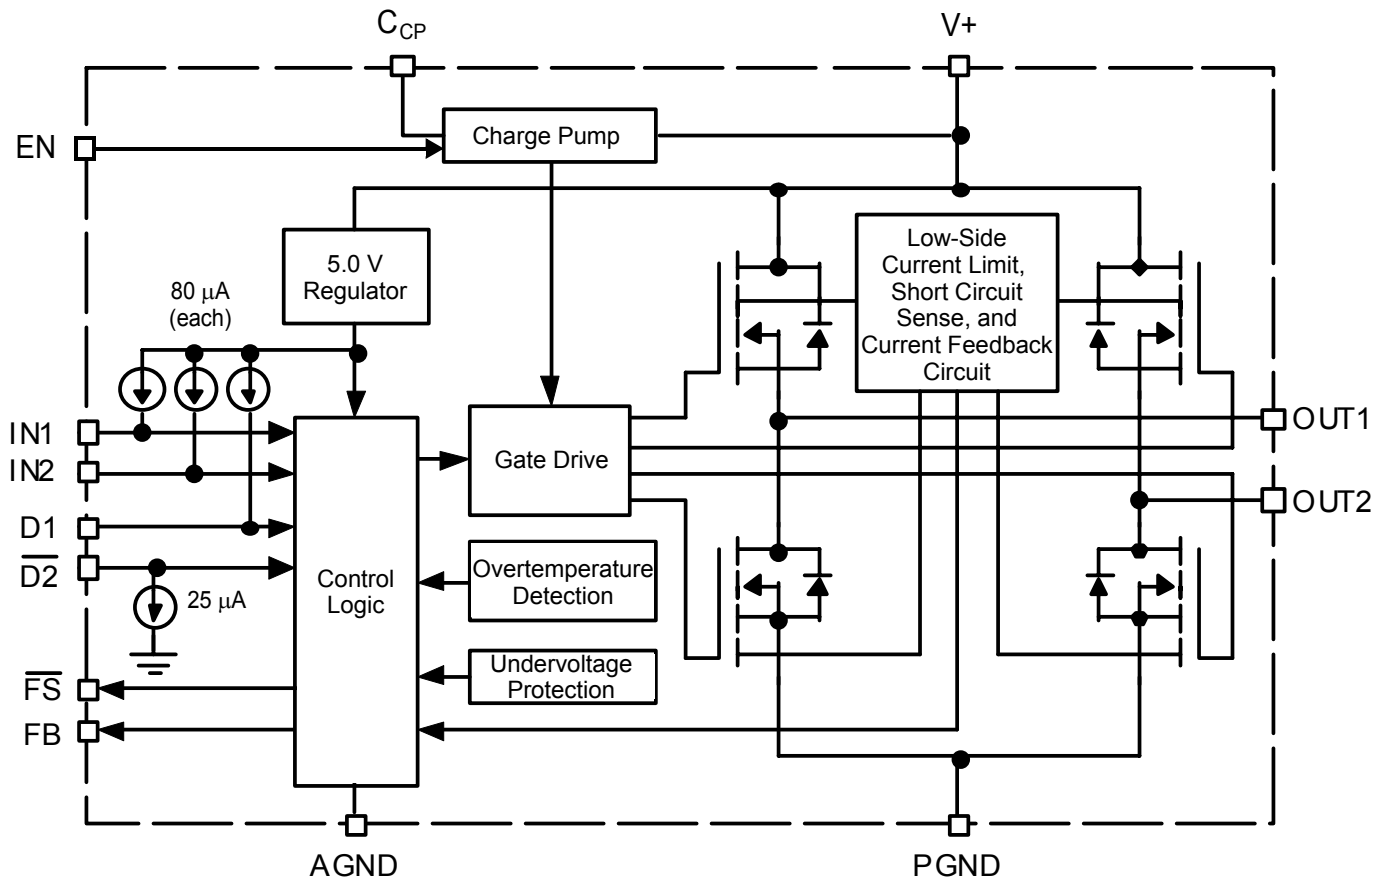 C_CP
V+
EN
Charge Pump
5.0 V
Regulator
Low-Side
Current Limit,
Short Circuit
Sense, and
Current Feedback
Circuit
80 μA
(each)
IN1
IN2
D1
D2
25 μA
FS
FB
Control
Logic
Gate Drive
Overtemperature
Detection
Undervoltage
Protection
OUT1
OUT2
AGND
PGND